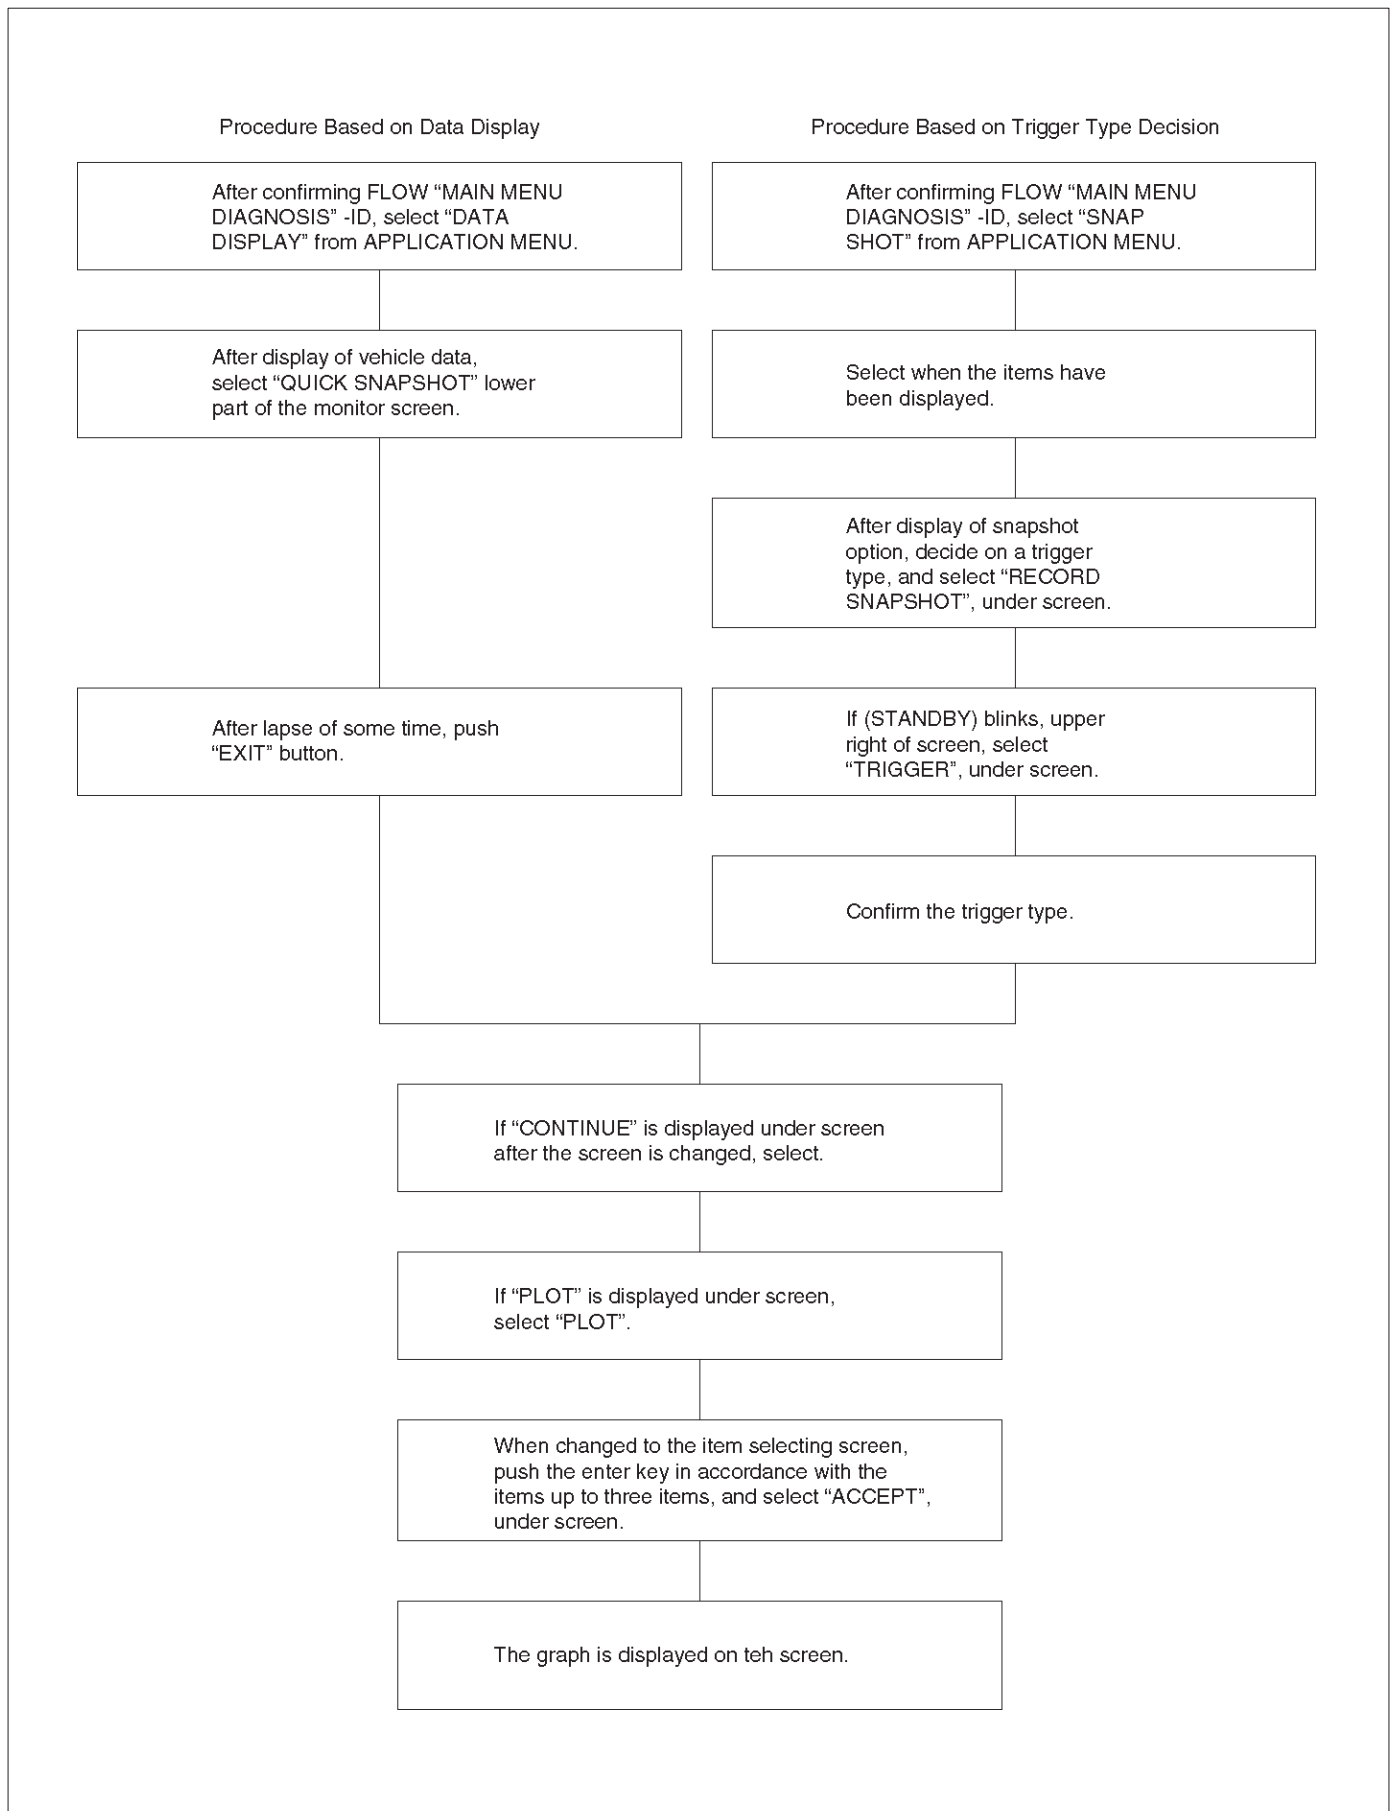 Procedure Based on Data Display
Procedure Based on Trigger Type Decision
After confirming FLOW “MAIN MENU
DIAGNOSIS” -ID, select “DATA
DISPLAY” from APPLICATION MENU.
After confirming FLOW “MAIN MENU
DIAGNOSIS” -ID, select “SNAP
SHOT” from APPLICATION MENU.
After display of vehicle data,
select “QUICK SNAPSHOT” lower
part of the monitor screen.
Select when the items have
been displayed.
After display of snapshot
option, decide on a trigger
type, and select “RECORD
SNAPSHOT”, under screen.
After lapse of some time, push
“EXIT” button.
If (STANDBY) blinks, upper
right of screen, select
“TRIGGER”, under screen.
Confirm the trigger type.
If “CONTINUE” is displayed under screen
after the screen is changed, select.
If “PLOT” is displayed under screen,
select “PLOT”.
When changed to the item selecting screen,
push the enter key in accordance with the
items up to three items, and select “ACCEPT”,
under screen.
The graph is displayed on teh screen.